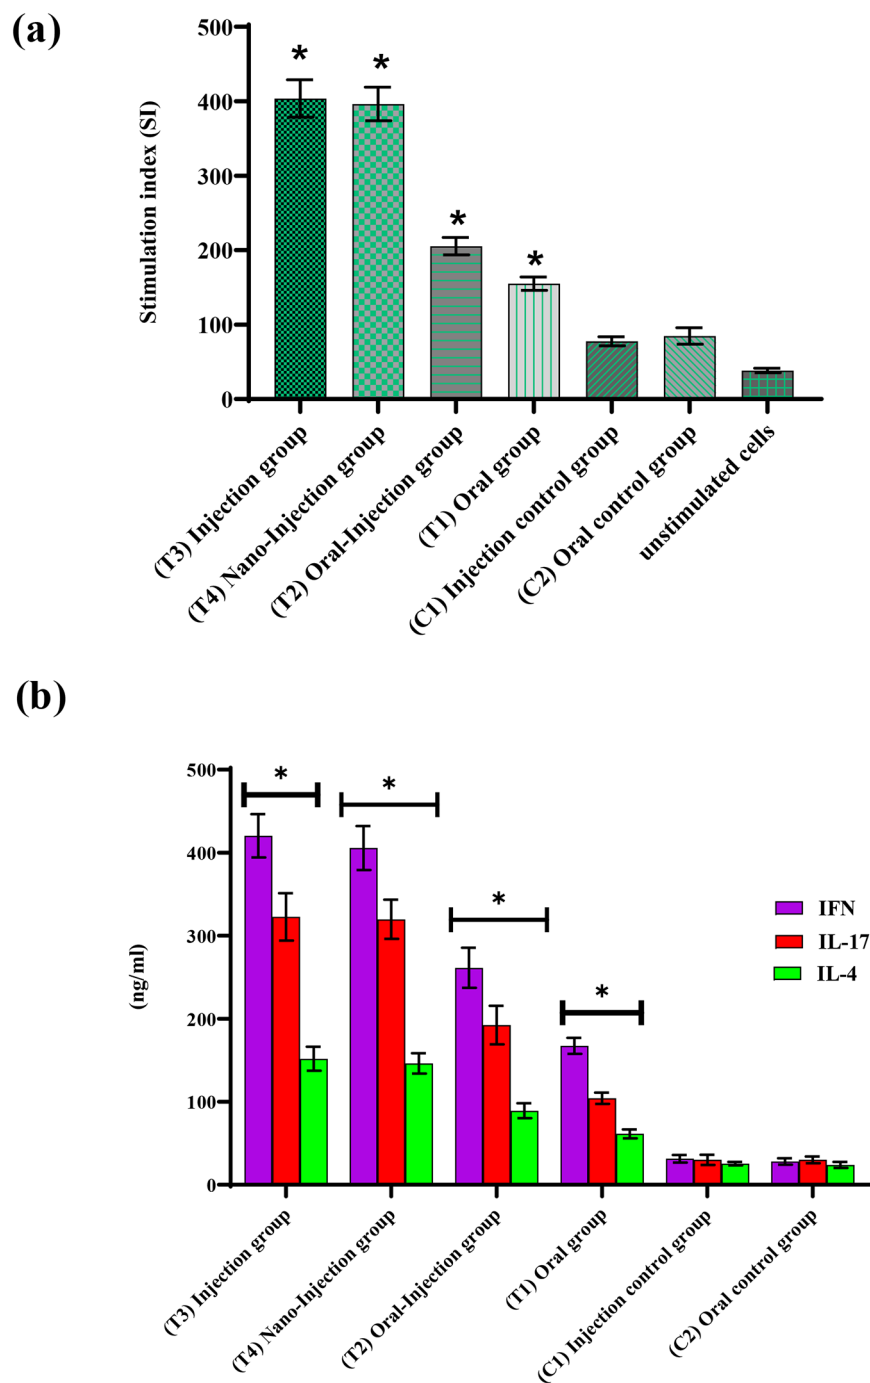 (a)
Stimulation index (SI)
500
400
300
200
100
0
*
*
*
*
(T3) Injection group
(T4) Nano-Injection group
(T2) Oral-Injection group
(T1) Oral group
(C1) Injection control group
(C2) Oral control group
unstimulated cells
(b)
(ng/ml)
500
400
300
200
100
0
*
*
*
*
IFN
IL-17
IL-4
(T3) Injection group
(T4) Nano-Injection group
(T2) Oral-Injection group
(T1) Oral group
(C1) Injection control group
(C2) Oral control group